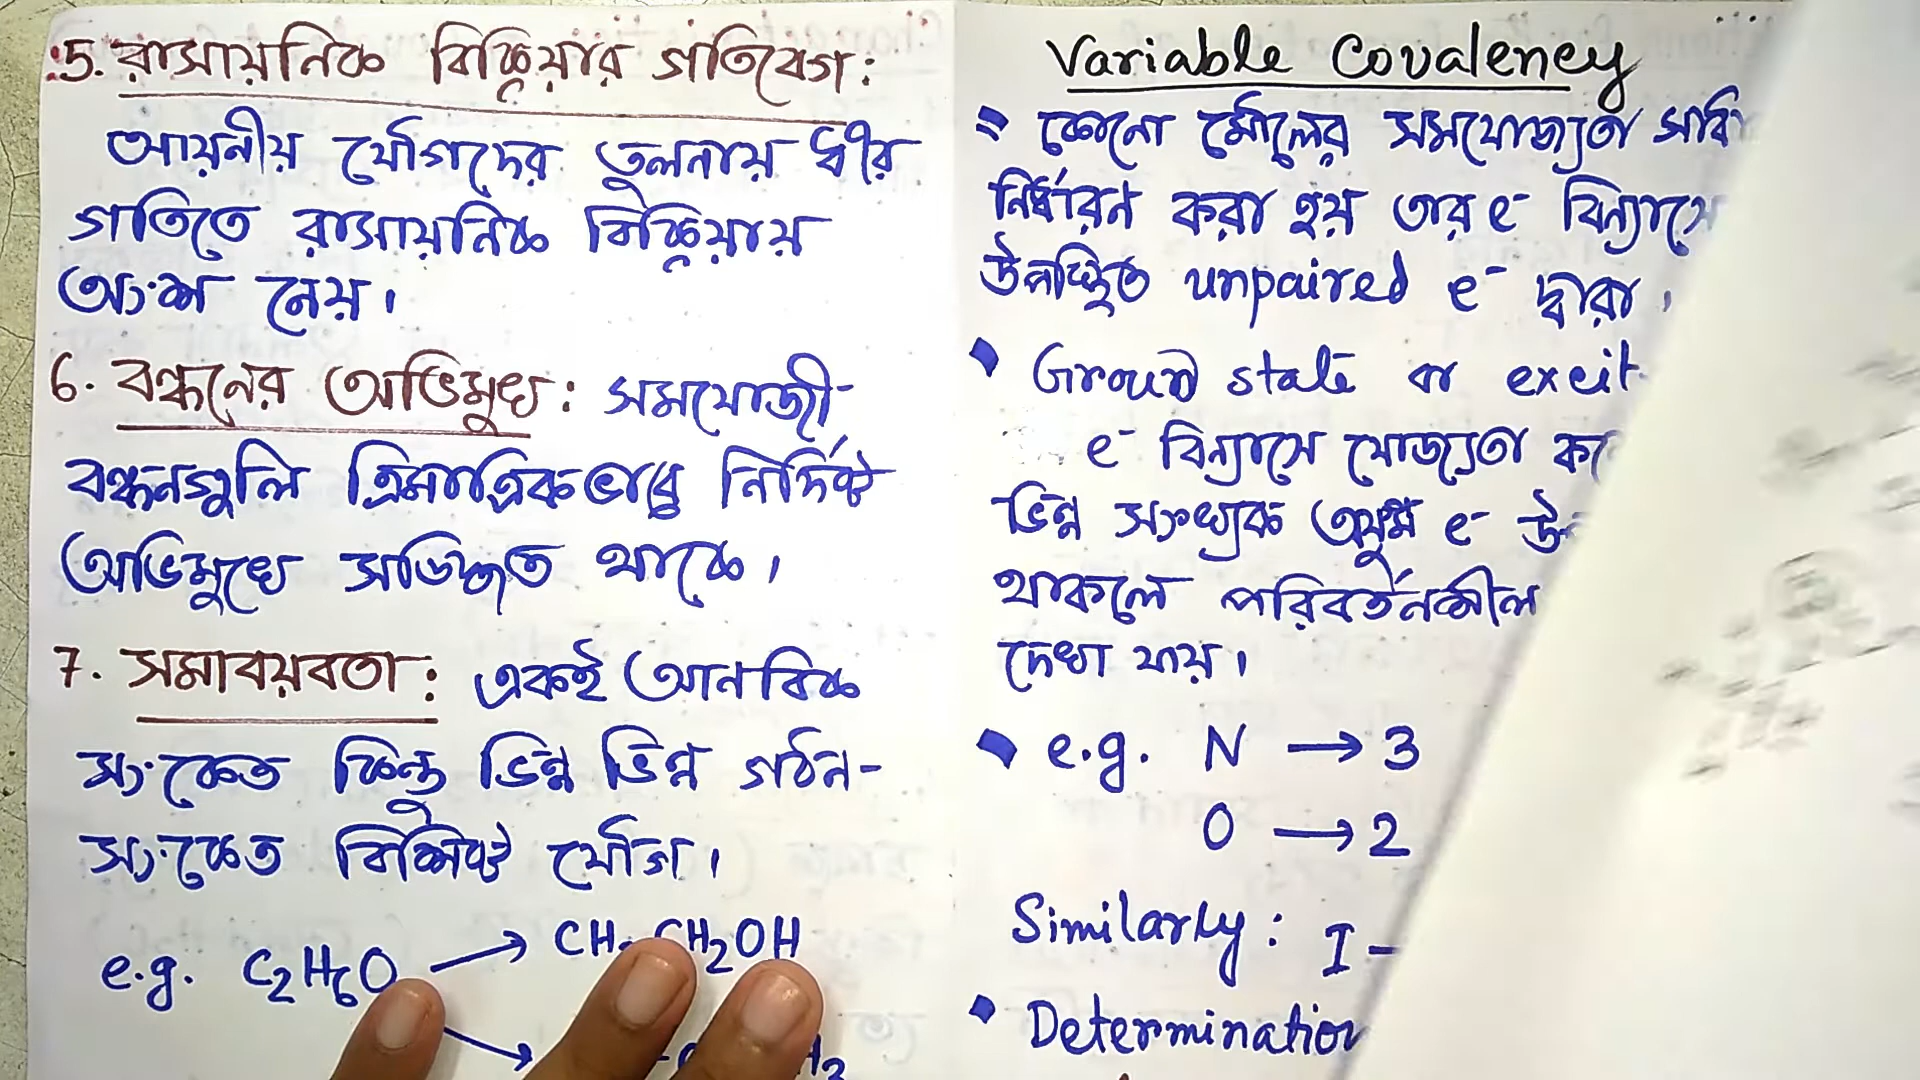 5. রাসায়নিক বিক্রিয়ার গতিবেগ:
আয়নীয় যৌগদের তুলনায় ধীর
গতিতে রাসায়নিক বিক্রিয়ায়
অংশ নেয়।
6. বন্ধনের অভিমুখ: সমযোজী
বন্ধনগুলি ত্রিমাত্রিকভাবে নির্দিষ্ট
অভিমুখে সজ্জিত থাকে।
7. সমাবয়বতা: একই আনবিক
সংকেত কিন্তু ভিন্ন ভিন্ন গঠন-
সংকেত বিশিষ্ট যৌগ।
e.g. C₂H₆O → CH₂OH
Variable Covalency
কোনো মৌলের সমযোজ্যতা
নির্ধারন করা হয় তার e⁻ বিন্যাসে
উপস্থিত unpaired e⁻ দ্বারা।
Ground state বা
e⁻ বিন্যাসে যোজ্যতা
ভিন্ন সংখ্যক অযুগ্ম e⁻
থাকলে পরিবর্তনশীল
দেখা যায়।
e.g. N → 3
O → 2
Similarly: I -
Determination